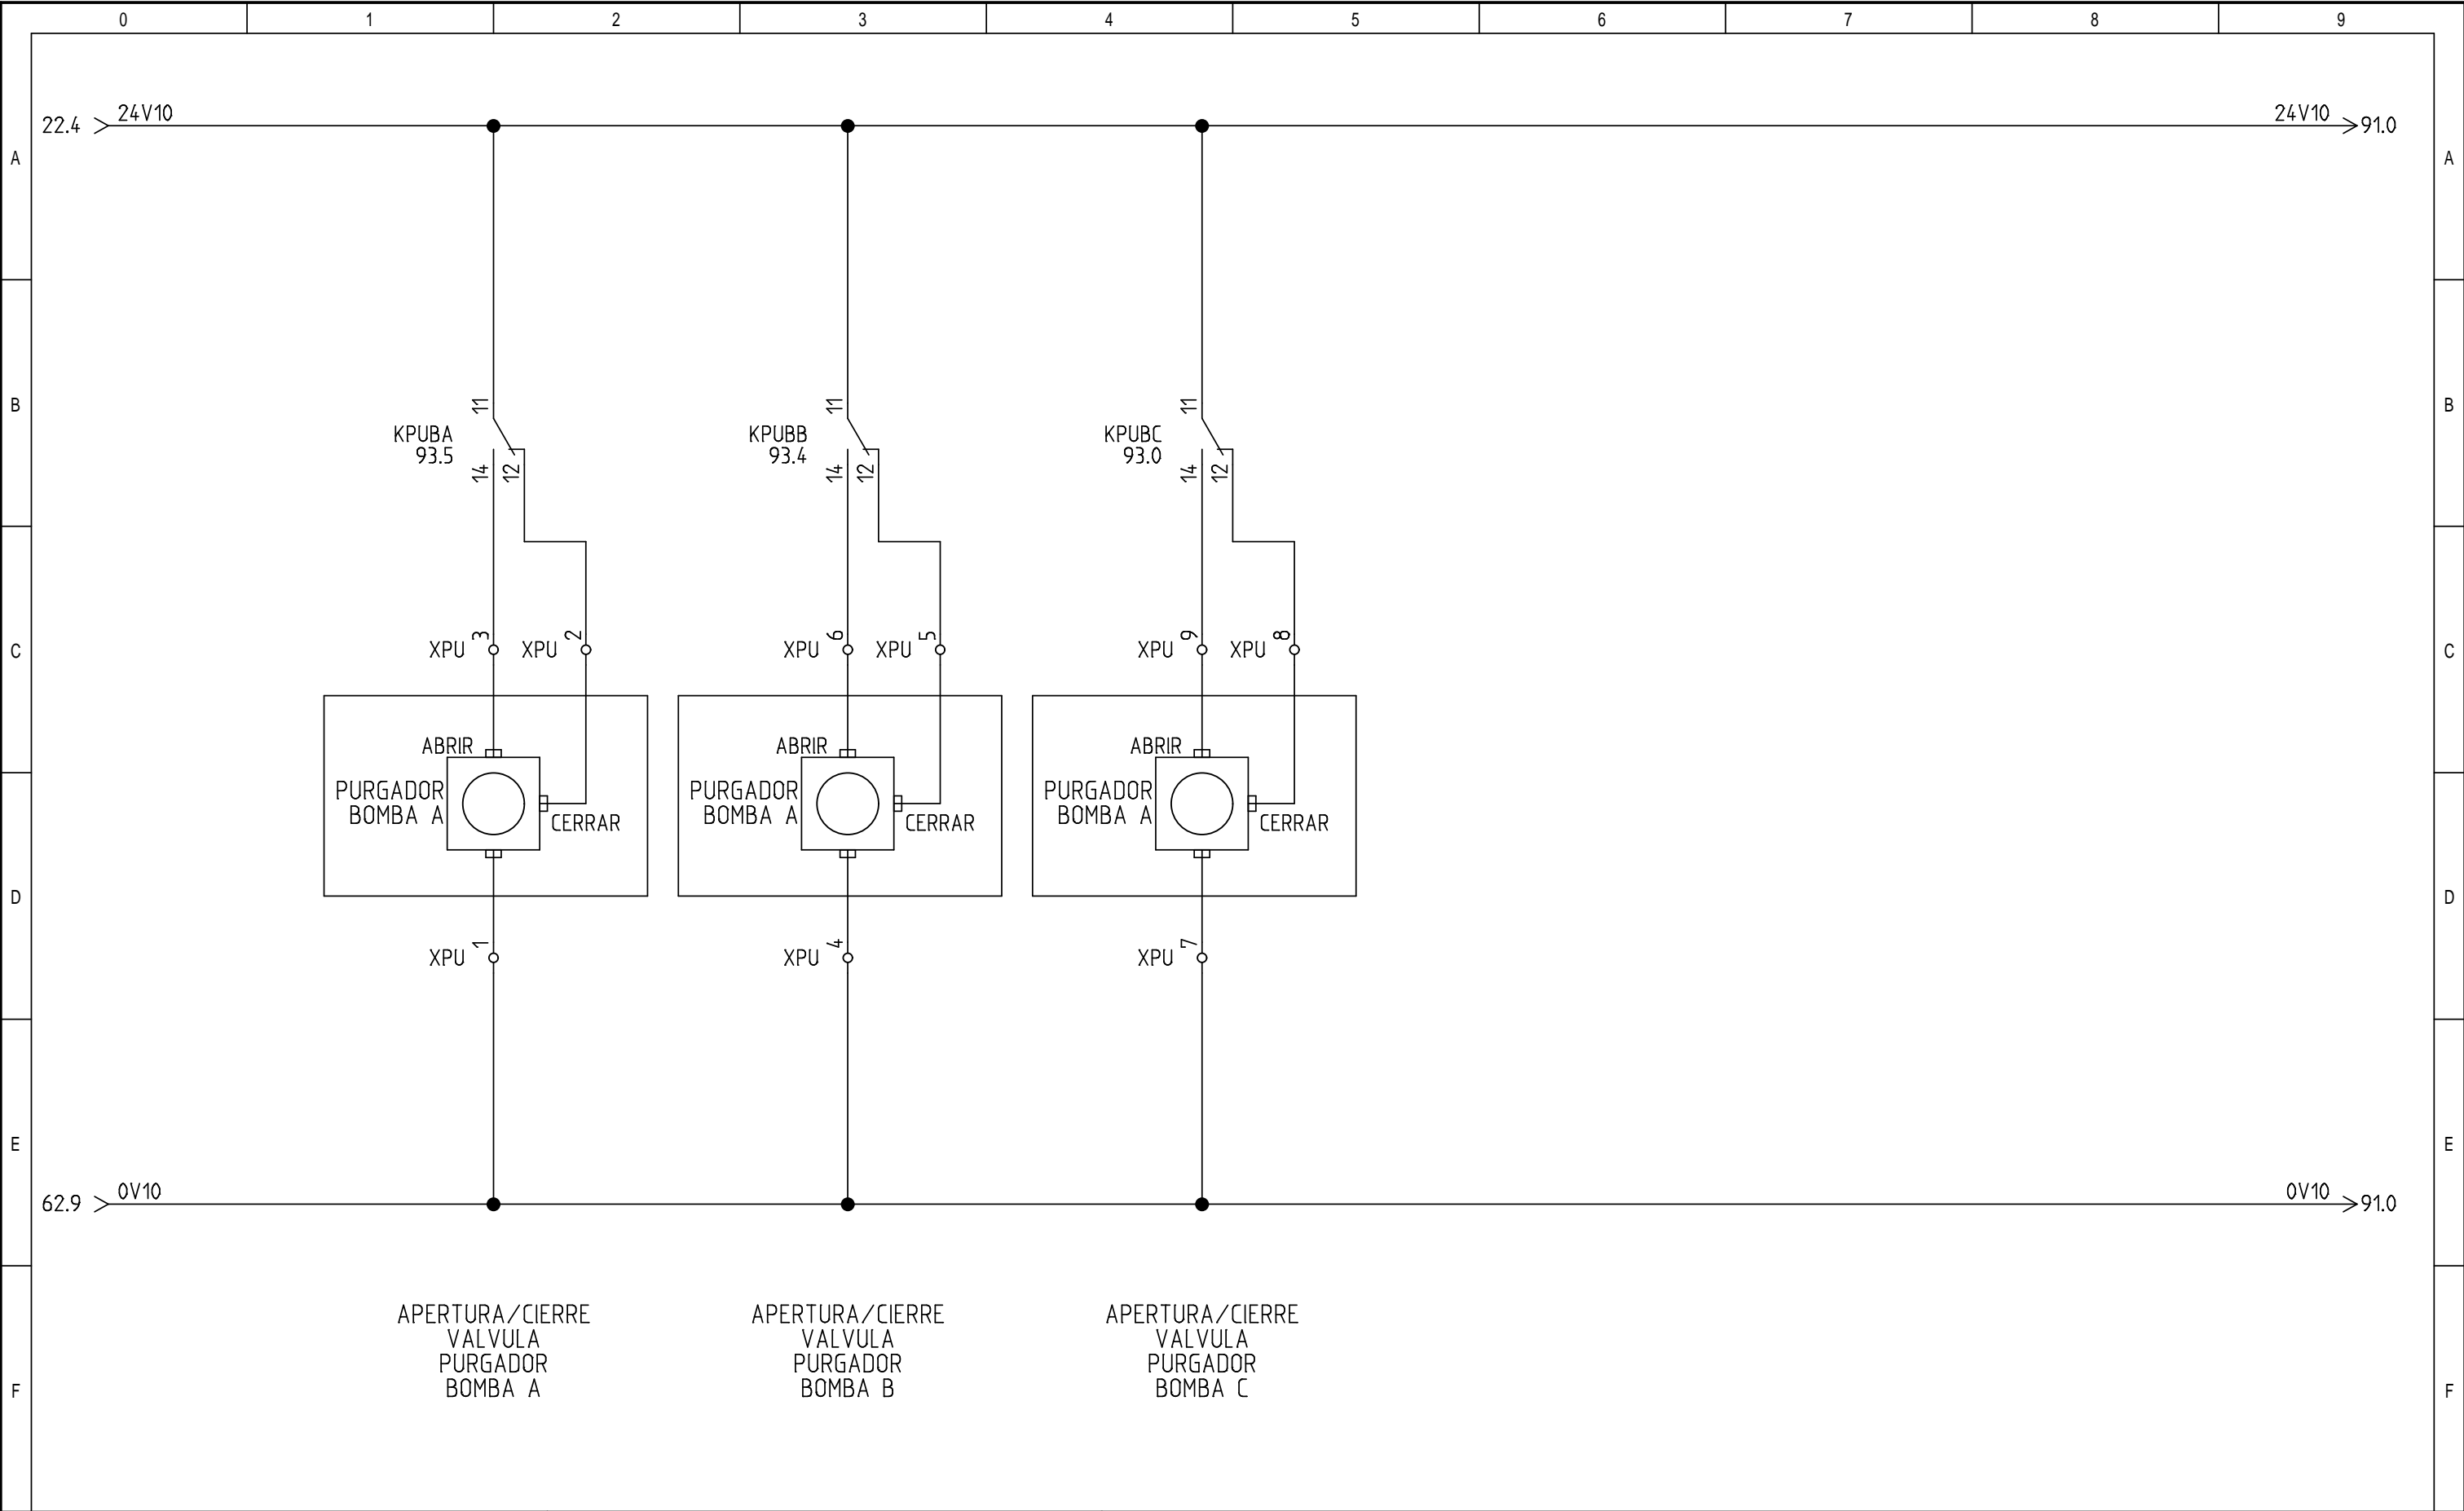 0 1 2 3 4 5 6 7 8 9
24V10 24V10
22.4 91.0
A A
11 11 11
B B
KPUBA KPUBB KPUBC
93.5 93.4 93.0
14 12 14 12 14 12
3 2 6 5 9 8
XPU XPU XPU XPU XPU XPU
C C
ABRIR ABRIR ABRIR
PURGADOR PURGADOR PURGADOR
BOMBA A BOMBA A BOMBA A
CERRAR CERRAR CERRAR
D D
1 4 7
XPU XPU XPU
E E
0V10 0V10
62.9 91.0
APERTURA/CIERRE APERTURA/CIERRE APERTURA/CIERRE
VALVULA VALVULA VALVULA
PURGADOR PURGADOR PURGADOR
BOMBA A BOMBA B BOMBA C
F F